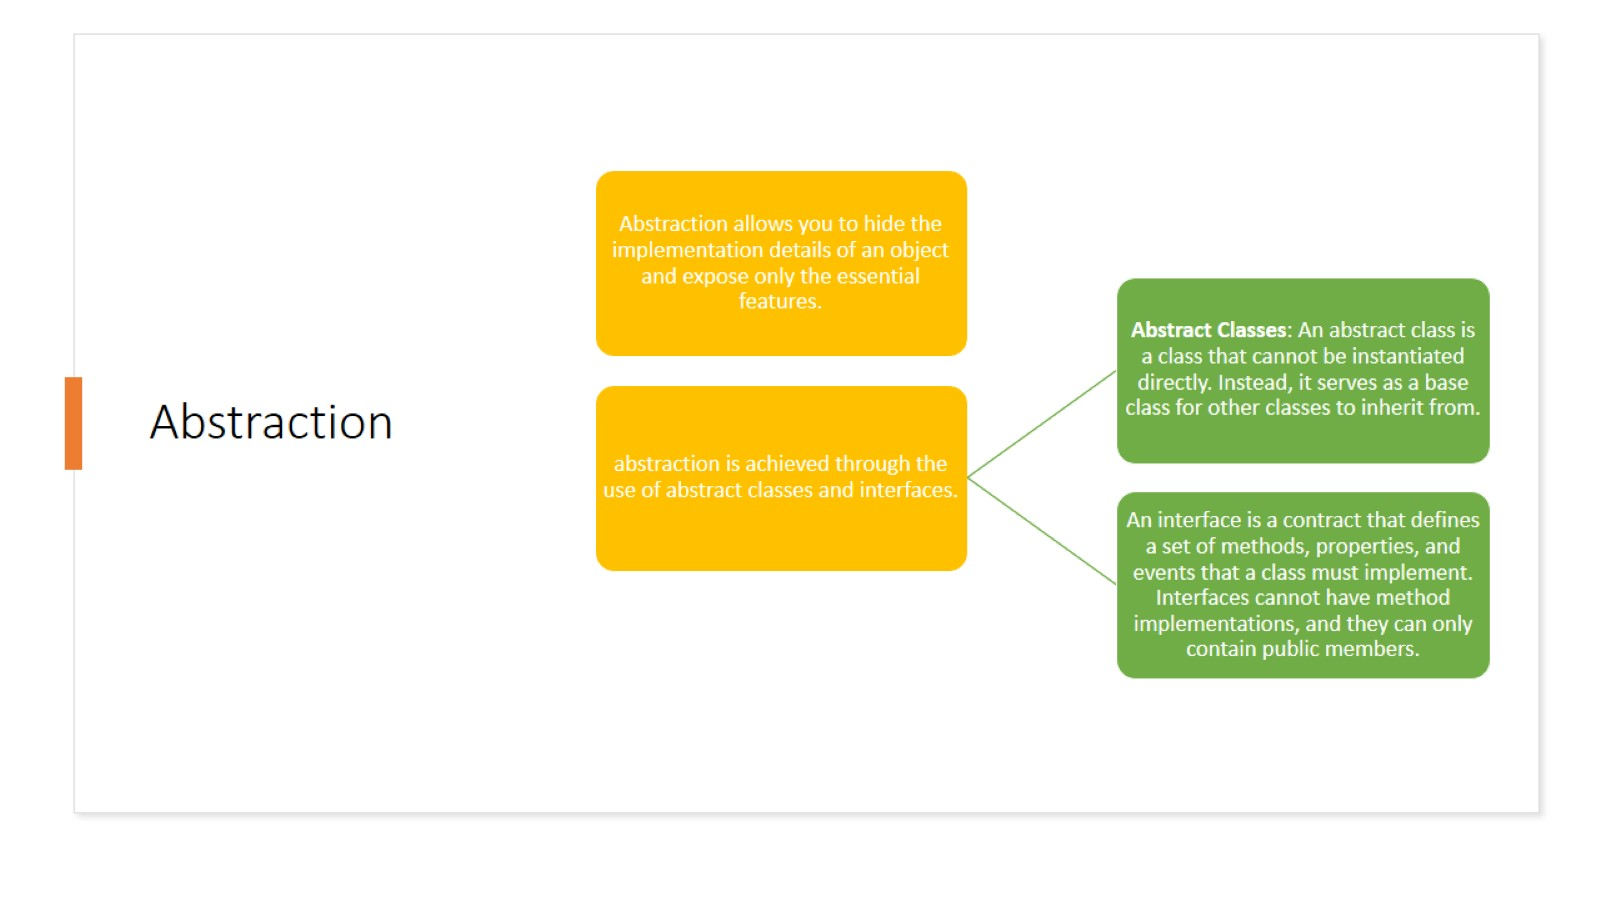 Abstraction
Abstraction allows you to hide the
implementation details of an object
and expose only the essential
features.
abstraction is achieved through the
use of abstract classes and interfaces.
Abstract Classes: An abstract class is
a class that cannot be instantiated
directly. Instead, it serves as a base
class for other classes to inherit from.
An interface is a contract that defines
a set of methods, properties, and
events that a class must implement.
Interfaces cannot have method
implementations, and they can only
contain public members.